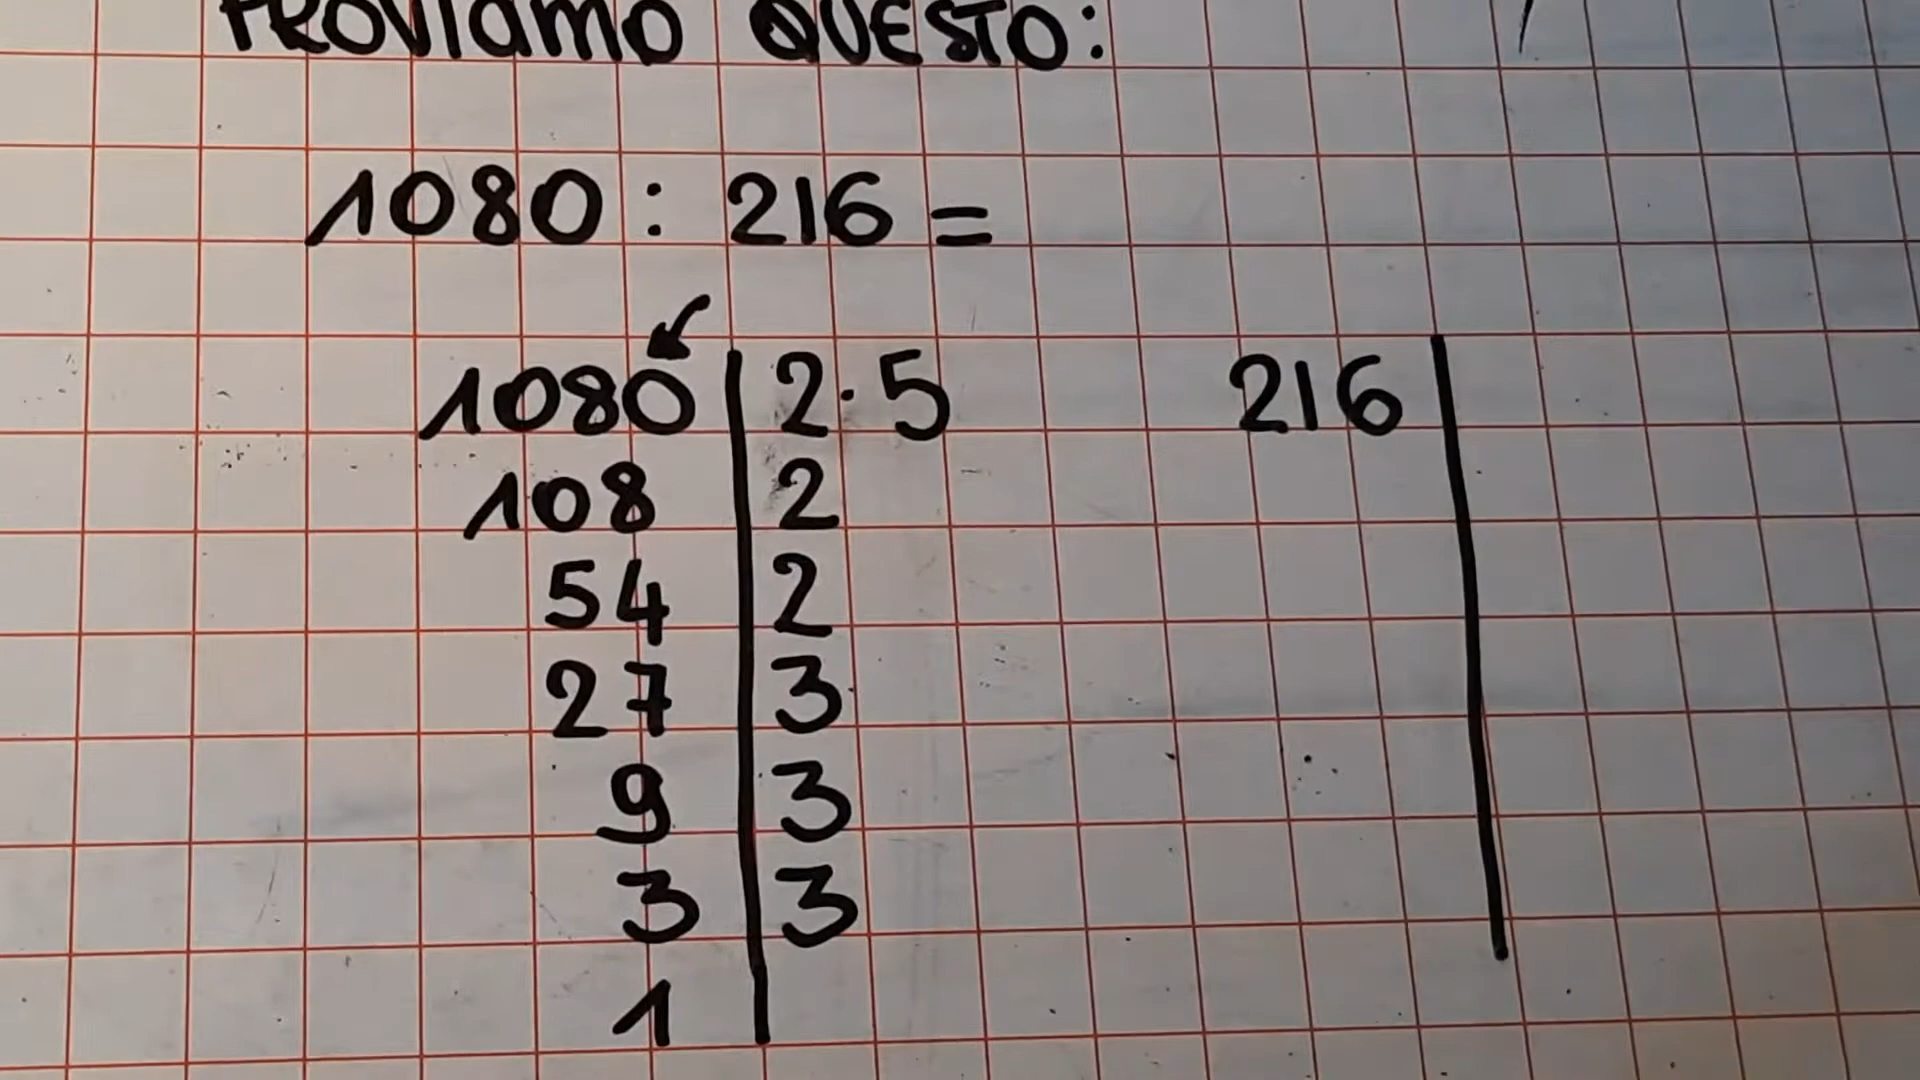 PROVIAMO QUESTO:
1080 : 216 =
1080 | 2·5 216 |
108 | 2
54 | 2
27 | 3
9 | 3
3 | 3
1 |